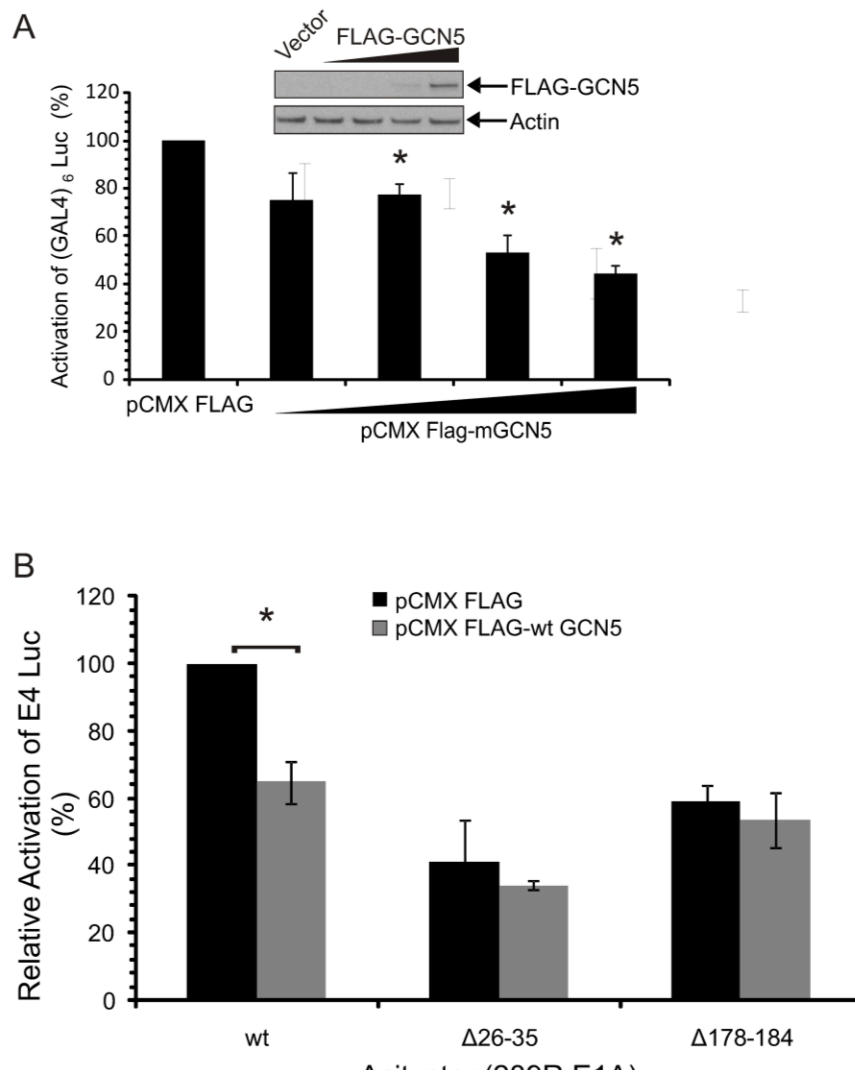 A
Vector
FLAG-GCN5
FLAG-GCN5
Actin
Activation of (GAL4)6 Luc (%)
120
100
80
60
40
20
0
*
*
*
pCMX FLAG
pCMX Flag-mGCN5
B
Relative Activation of E4 Luc
(%)
120
100
80
60
40
20
0
*
pCMX FLAG
pCMX FLAG-wt GCN5
wt
Δ26-35
Δ178-184